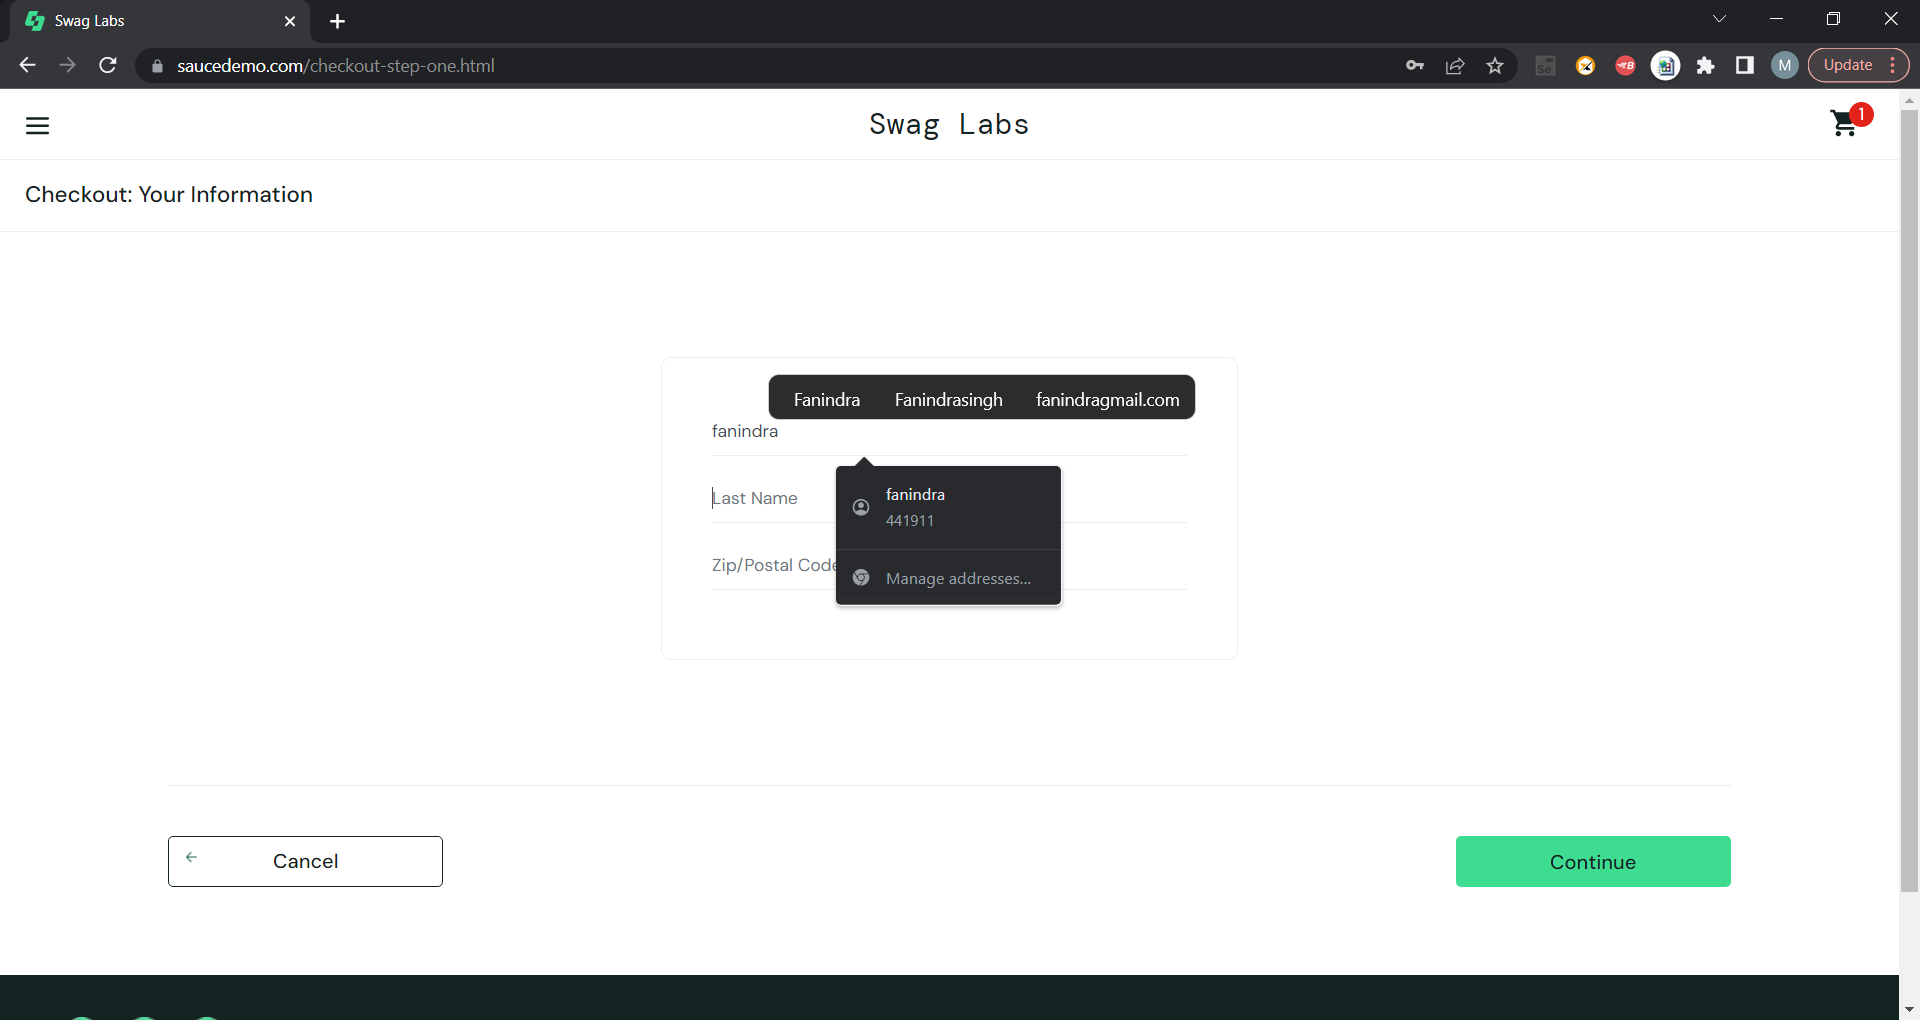 Swag Labs
saucedemo.com/checkout-step-one.html
Se
B
M
Update
Swag Labs
1
Checkout: Your Information
Fanindra Fanindrasingh fanindragmail.com
fanindra
Last Name
fanindra
441911
Zip/Postal Code
Manage addresses...
Cancel
Continue